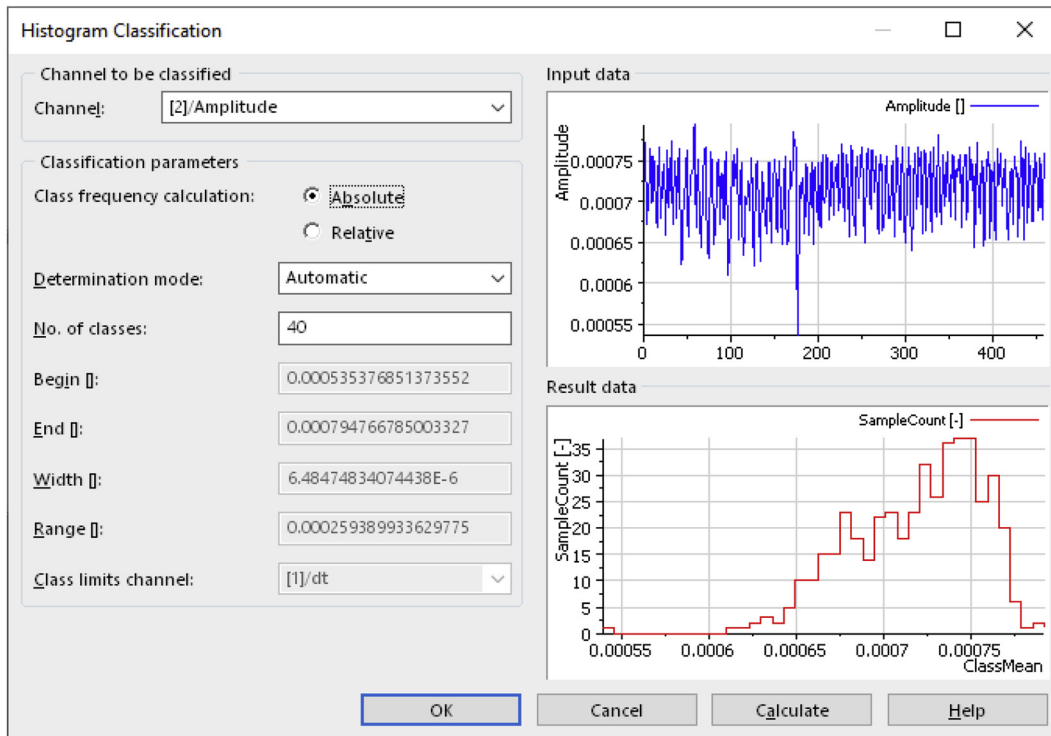 Histogram Classification
Channel to be classified
Channel:
[2]/Amplitude
Classification parameters
Class frequency calculation:
Absolute
Relative
Determination mode:
Automatic
No. of classes:
40
Begin []:
0.000535376851373552
End []:
0.000794766785003327
Width []:
6.48474834074438E-6
Range []:
0.000259389933629775
Class limits channel:
[1]/dt
Input data
Amplitude []
Amplitude
0.00075
0.0007
0.00065
0.0006
0.00055
0 100 200 300 400
Result data
SampleCount [-]
SampleCount [-]
35
30
25
20
15
10
5
0
0.00055 0.0006 0.00065 0.0007 0.00075
ClassMean
OK Cancel Calculate Help